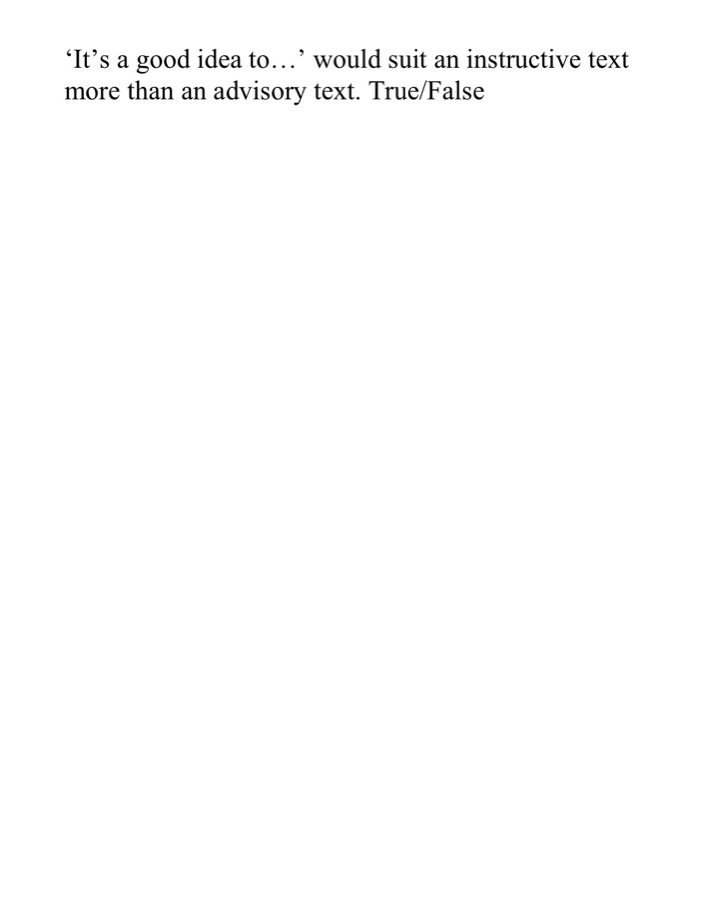 ‘It’s a good idea to…’ would suit an instructive text
more than an advisory text. True/False